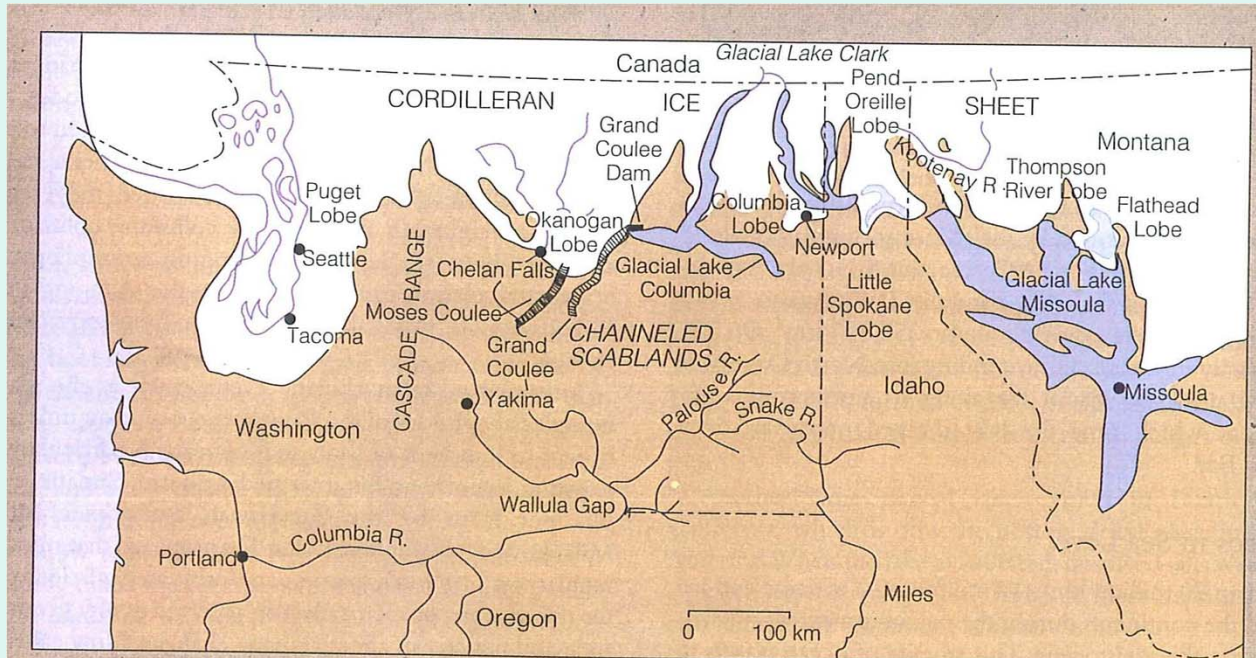 Glacial Lake Clark
Canada
CORDILLERAN ICE SHEET
Pend
Oreille
Lobe
Grand
Coulee
Dam
Kootenay R.
Montana
Thompson
River Lobe
Flathead
Lobe
Puget
Lobe
Okanogan
Lobe
Columbia
Lobe
Newport
Seattle
Chelan Falls
Glacial Lake
Columbia
Little
Spokane
Lobe
Glacial Lake
Missoula
Moses Coulee
Tacoma
CASCADE RANGE
Grand
Coulee
CHANNELED
SCABLANDS
Palouse R.
Snake R.
Idaho
Missoula
Yakima
Washington
Wallula Gap
Columbia R.
Portland
Oregon
Miles
0 100 km